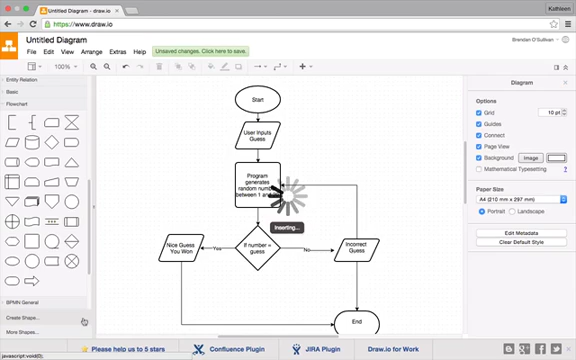 Untitled Diagram - draw.io
Kathleen
https://www.draw.io
Brendan O'Sullivan
Untitled Diagram
File Edit View Arrange Extras Help
Unsaved changes. Click here to save.
100%
Entity Relation
Basic
Flowchart
BPMN General
Create Shape...
More Shapes...
javascript:void(0);
Start
User Inputs
Guess
Program
generates
random number
between 1 and
Inserting...
Nice Guess
You Won
Yes
if number =
guess
No
Incorrect
Guess
End
Diagram
Options
Grid
10 pt
Guides
Connect
Page View
Background
Image
Mathematical Typesetting
?
Paper Size
A4 (210 mm x 297 mm)
Portrait
Landscape
Edit Metadata
Clear Default Style
Please help us to 5 stars
Confluence Plugin
JIRA Plugin
Draw.io for Work